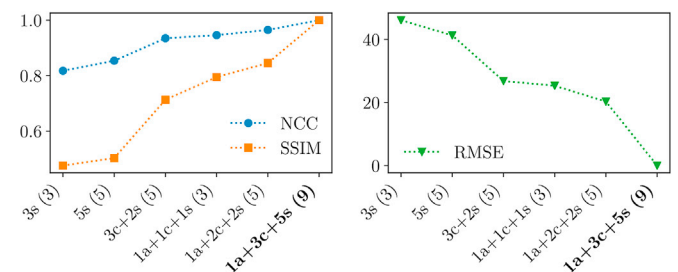 1.0
0.8
0.6
NCC
SSIM
3s (3)
5s (5)
3c+2s (5)
1a+1c+1s (3)
1a+2c+2s (5)
1a+3c+5s (9)
40
20
0
RMSE
3s (3)
5s (5)
3c+2s (5)
1a+1c+1s (3)
1a+2c+2s (5)
1a+3c+5s (9)